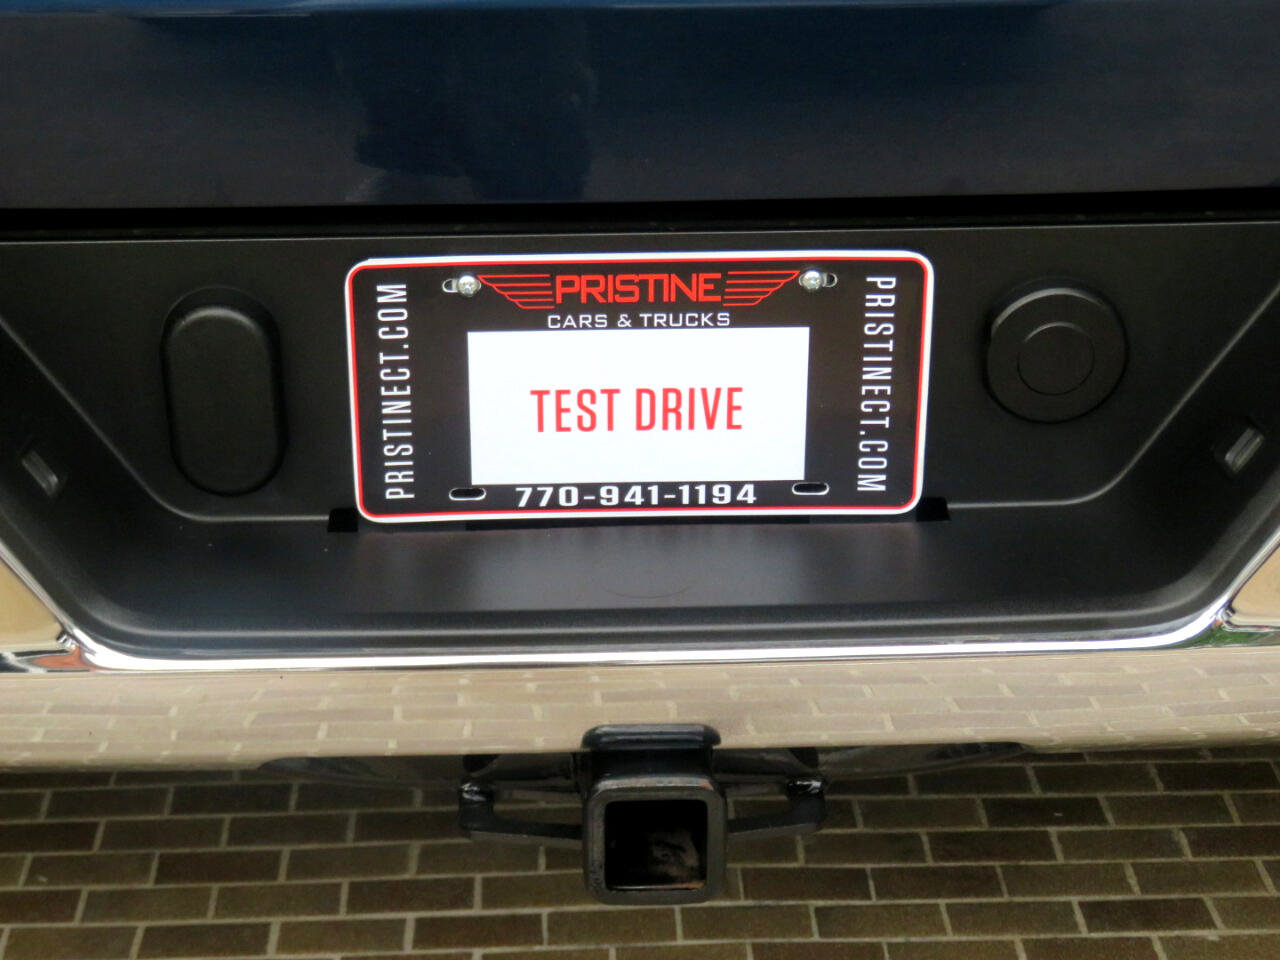 PRISTINE
CARS & TRUCKS
PRISTINECT.COM
TEST DRIVE
PRISTINECT.COM
770-941-1194